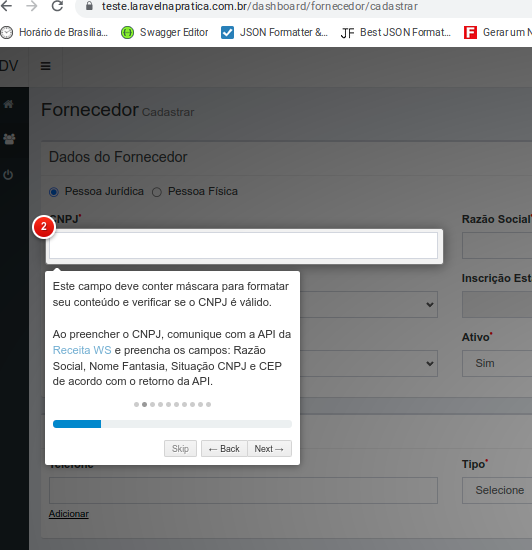 teste.laravelnapratica.com.br/dashboard/fornecedor/cadastrar
Horário de Brasília... Swagger Editor JSON Formatter &... Best JSON Format... Gerar um N
DV
Fornecedor Cadastrar
Dados do Fornecedor
Pessoa Jurídica Pessoa Física
CNPJ* Razão Social*
2
Inscrição Est
Este campo deve conter máscara para formatar
seu conteúdo e verificar se o CNPJ é válido.
Ao preencher o CNPJ, comunique com a API da
Receita WS e preencha os campos: Razão
Social, Nome Fantasia, Situação CNPJ e CEP
de acordo com o retorno da API.
Ativo*
Sim
Skip ← Back Next →
Telefone Tipo*
Selecione
Adicionar